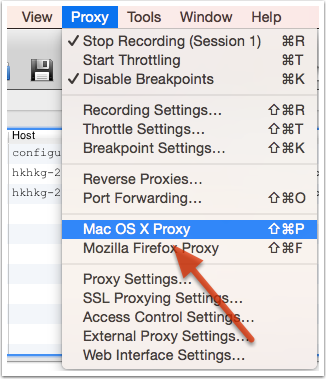 view Proxy Tools Window Help
✓ Stop Recording (Session 1) ⌘R
Start Throttling ⌘T
✓ Disable Breakpoints ⌘K
Recording Settings... ⇧⌘R
Throttle Settings... ⇧⌘T
Breakpoint Settings... ⇧⌘K
Reverse Proxies...
Port Forwarding... ⇧⌘O
Mac OS X Proxy ⇧⌘P
Mozilla Firefox Proxy ⇧⌘F
Proxy Settings...
SSL Proxying Settings...
Access Control Settings...
External Proxy Settings...
Web Interface Settings...
Host
configu
hkhkg-2
hkhkg-